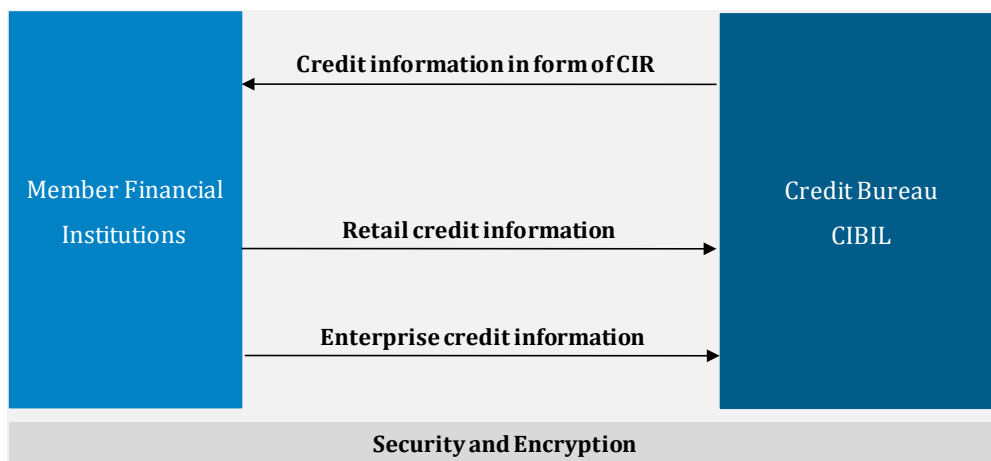 Credit information in form of CIR
Member Financial
Institutions
Credit Bureau
CIBIL
Retail credit information
Enterprise credit information
Security and Encryption